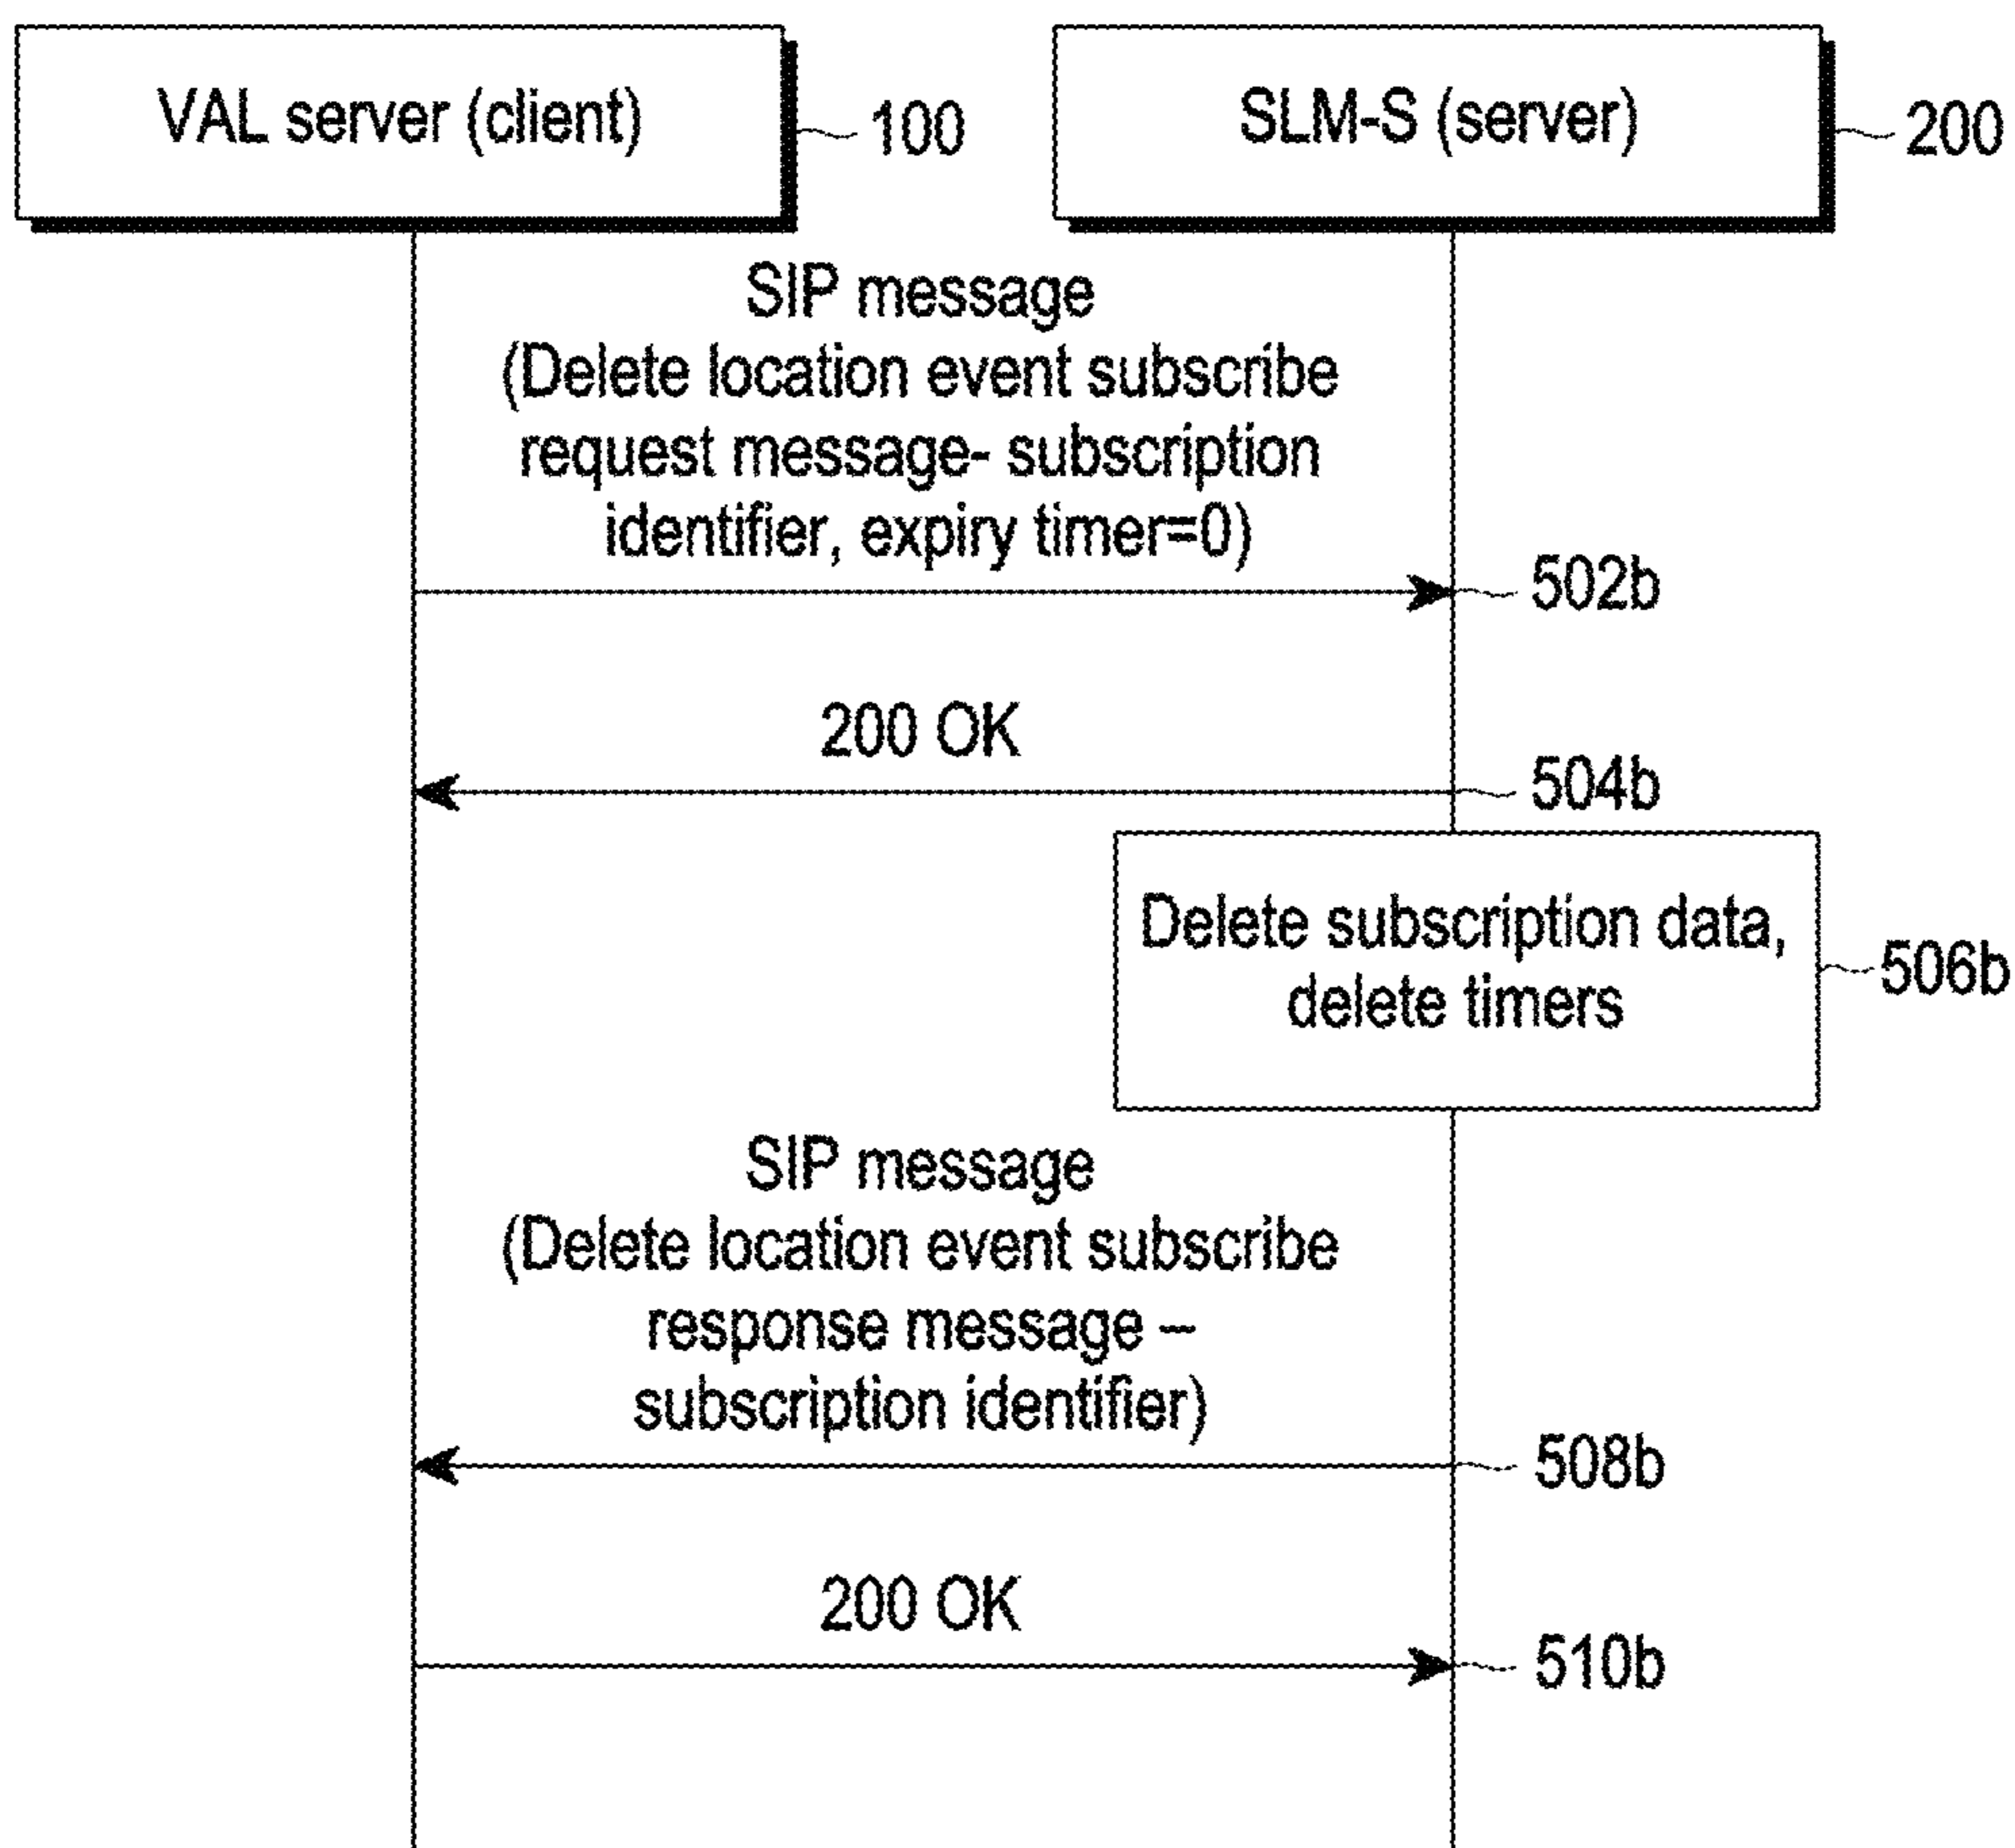 VAL server (client)
100
SLM-S (server)
200
SIP message
(Delete location event subscribe
request message- subscription
identifier, expiry timer=0)
502b
200 OK
504b
Delete subscription data,
delete timers
506b
SIP message
(Delete location event subscribe
response message –
subscription identifier)
508b
200 OK
510b